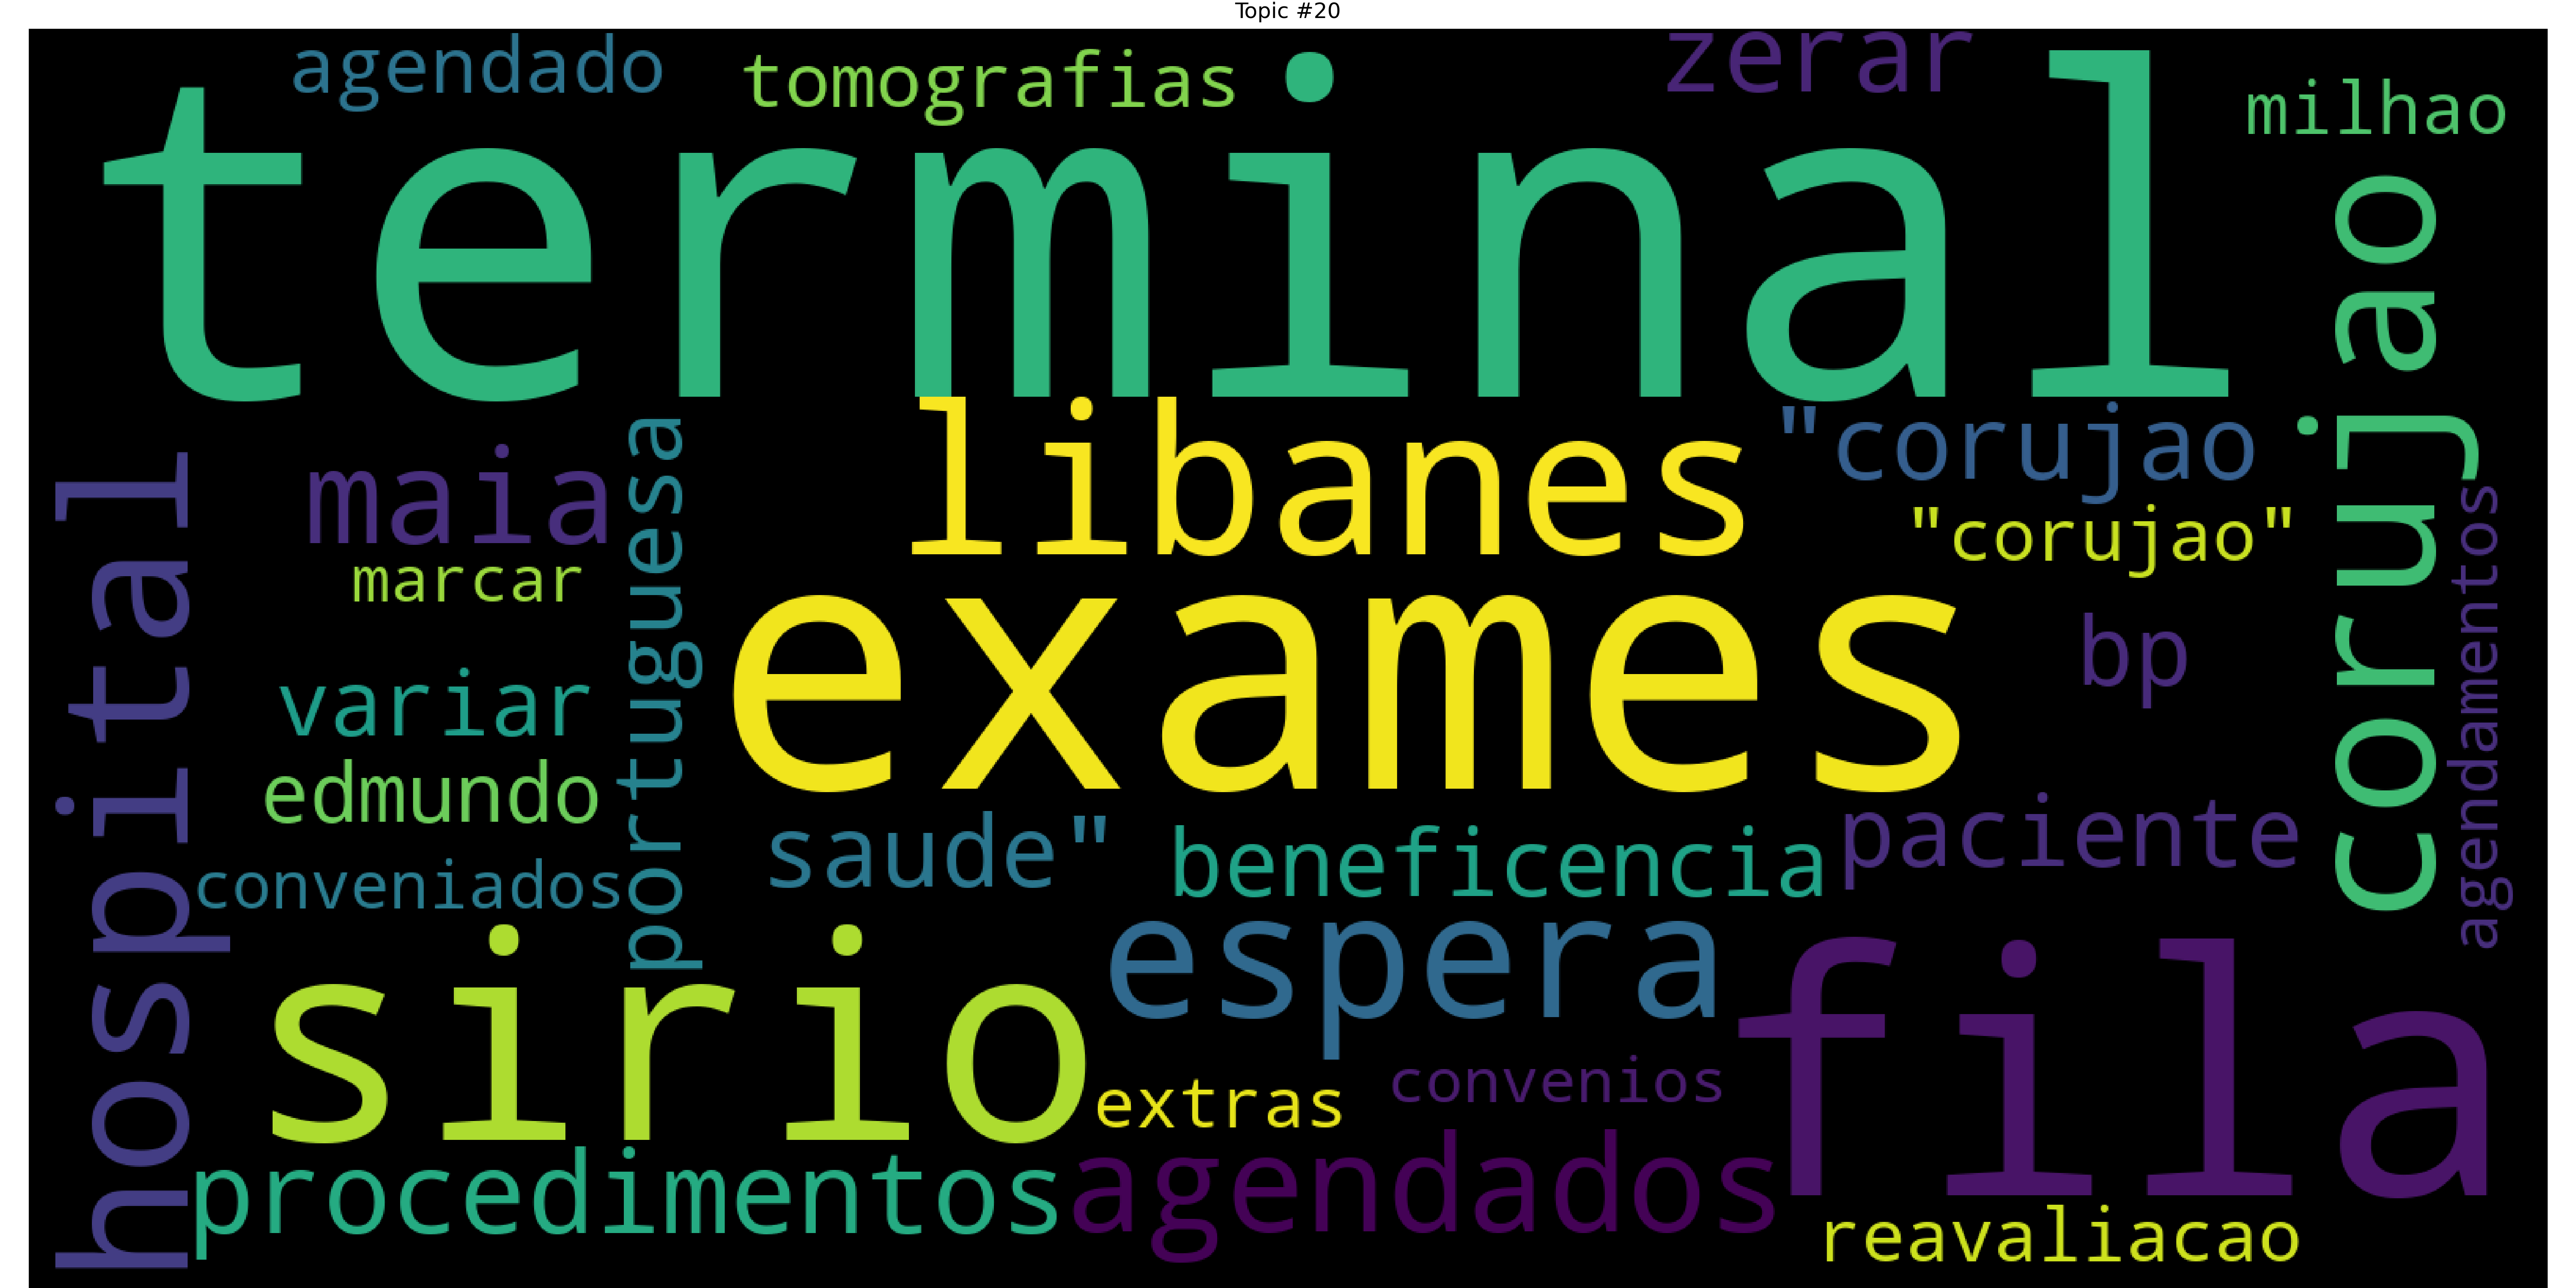 Topic #20
agendado
tomografias
zerar
milhao
terminal
corujao
libanes
"corujao
"corujao"
maia
marcar
portuguesa
hospital
exames
bp
agendamentos
variar
edmundo
saude"
beneficencia
paciente
conveniados
sirio
espera
fila
extras
convenios
procedimentos
agendados
reavaliacao